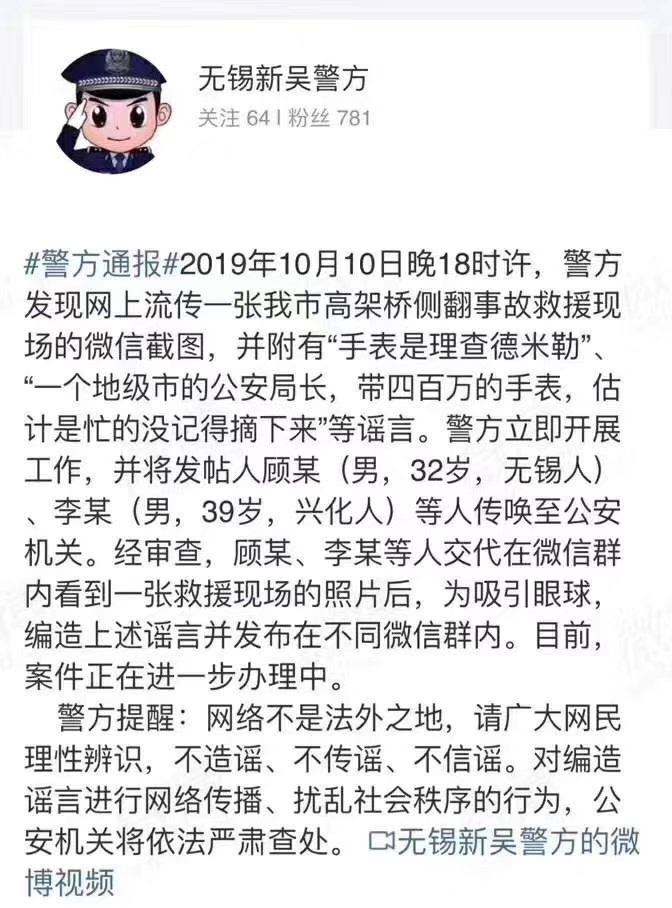 无锡新吴警方
关注 64 | 粉丝 781
#警方通报#2019年10月10日晚18时许，警方
发现网上流传一张我市高架桥侧翻事故救援现
场的微信截图，并附有“手表是理查德米勒”、
“一个地级市的公安局长，带四百万的手表，估
计是忙的没记得摘下来”等谣言。警方立即开展
工作，并将发帖人顾某（男，32岁，无锡人）
、李某（男，39岁，兴化人）等人传唤至公安
机关。经审查，顾某、李某等人交代在微信群
内看到一张救援现场的照片后，为吸引眼球，
编造上述谣言并发布在不同微信群内。目前，
案件正在进一步办理中。
警方提醒：网络不是法外之地，请广大网民
理性辨识，不造谣、不传谣、不信谣。对编造
谣言进行网络传播、扰乱社会秩序的行为，公
安机关将依法严肃查处。无锡新吴警方的微
博视频